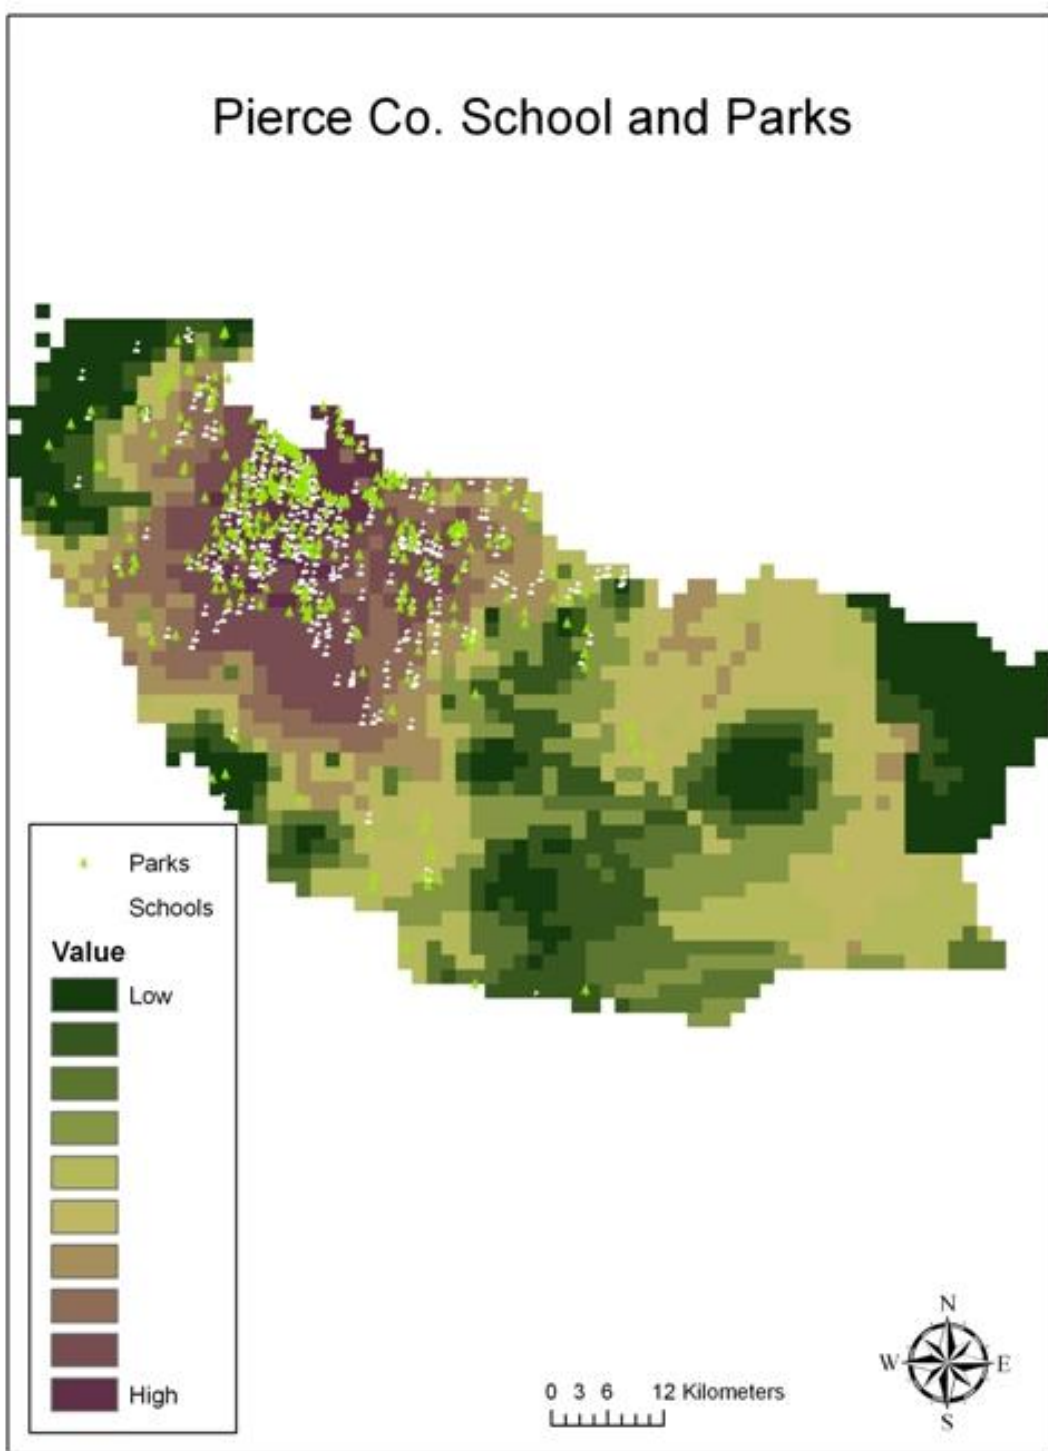 Pierce Co. School and Parks
Parks
Schools
Value
Low
High
0 3 6 12 Kilometers
N
W E
S